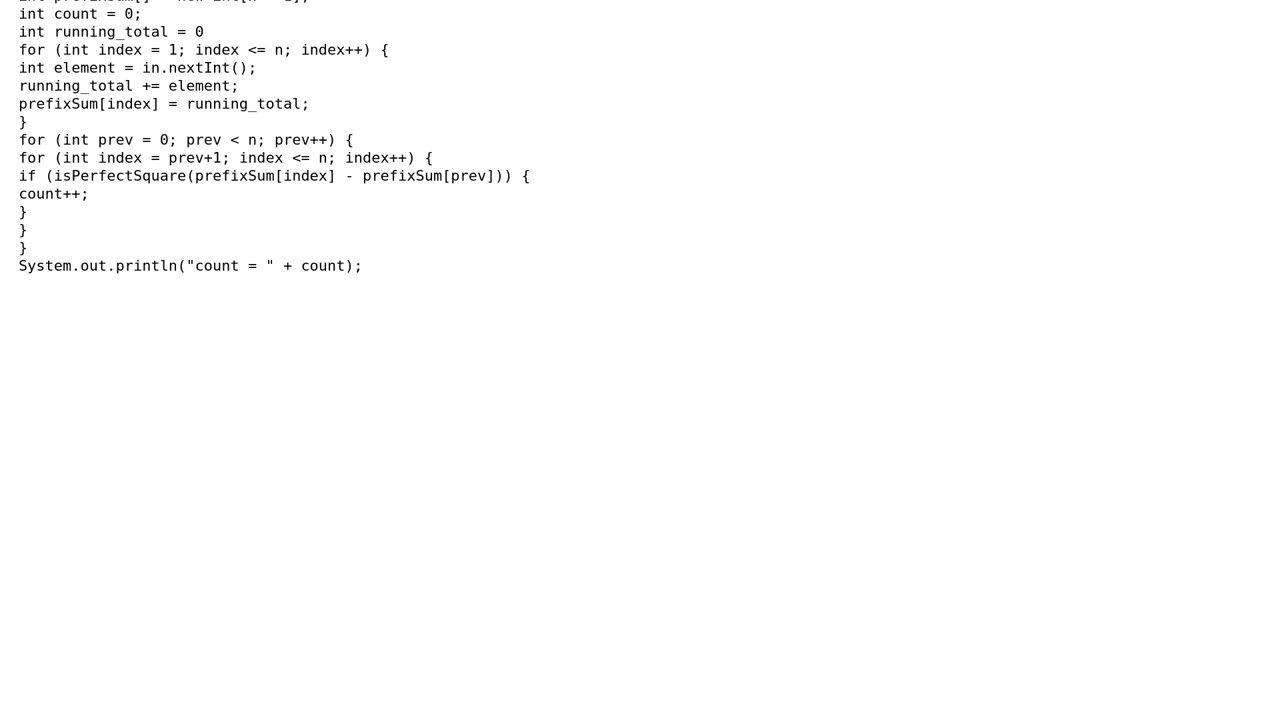 int count = 0;
int running_total = 0
for (int index = 1; index <= n; index++) {
int element = in.nextInt();
running_total += element;
prefixSum[index] = running_total;
}
for (int prev = 0; prev < n; prev++) {
for (int index = prev+1; index <= n; index++) {
if (isPerfectSquare(prefixSum[index] - prefixSum[prev])) {
count++;
}
}
}
System.out.println("count = " + count);